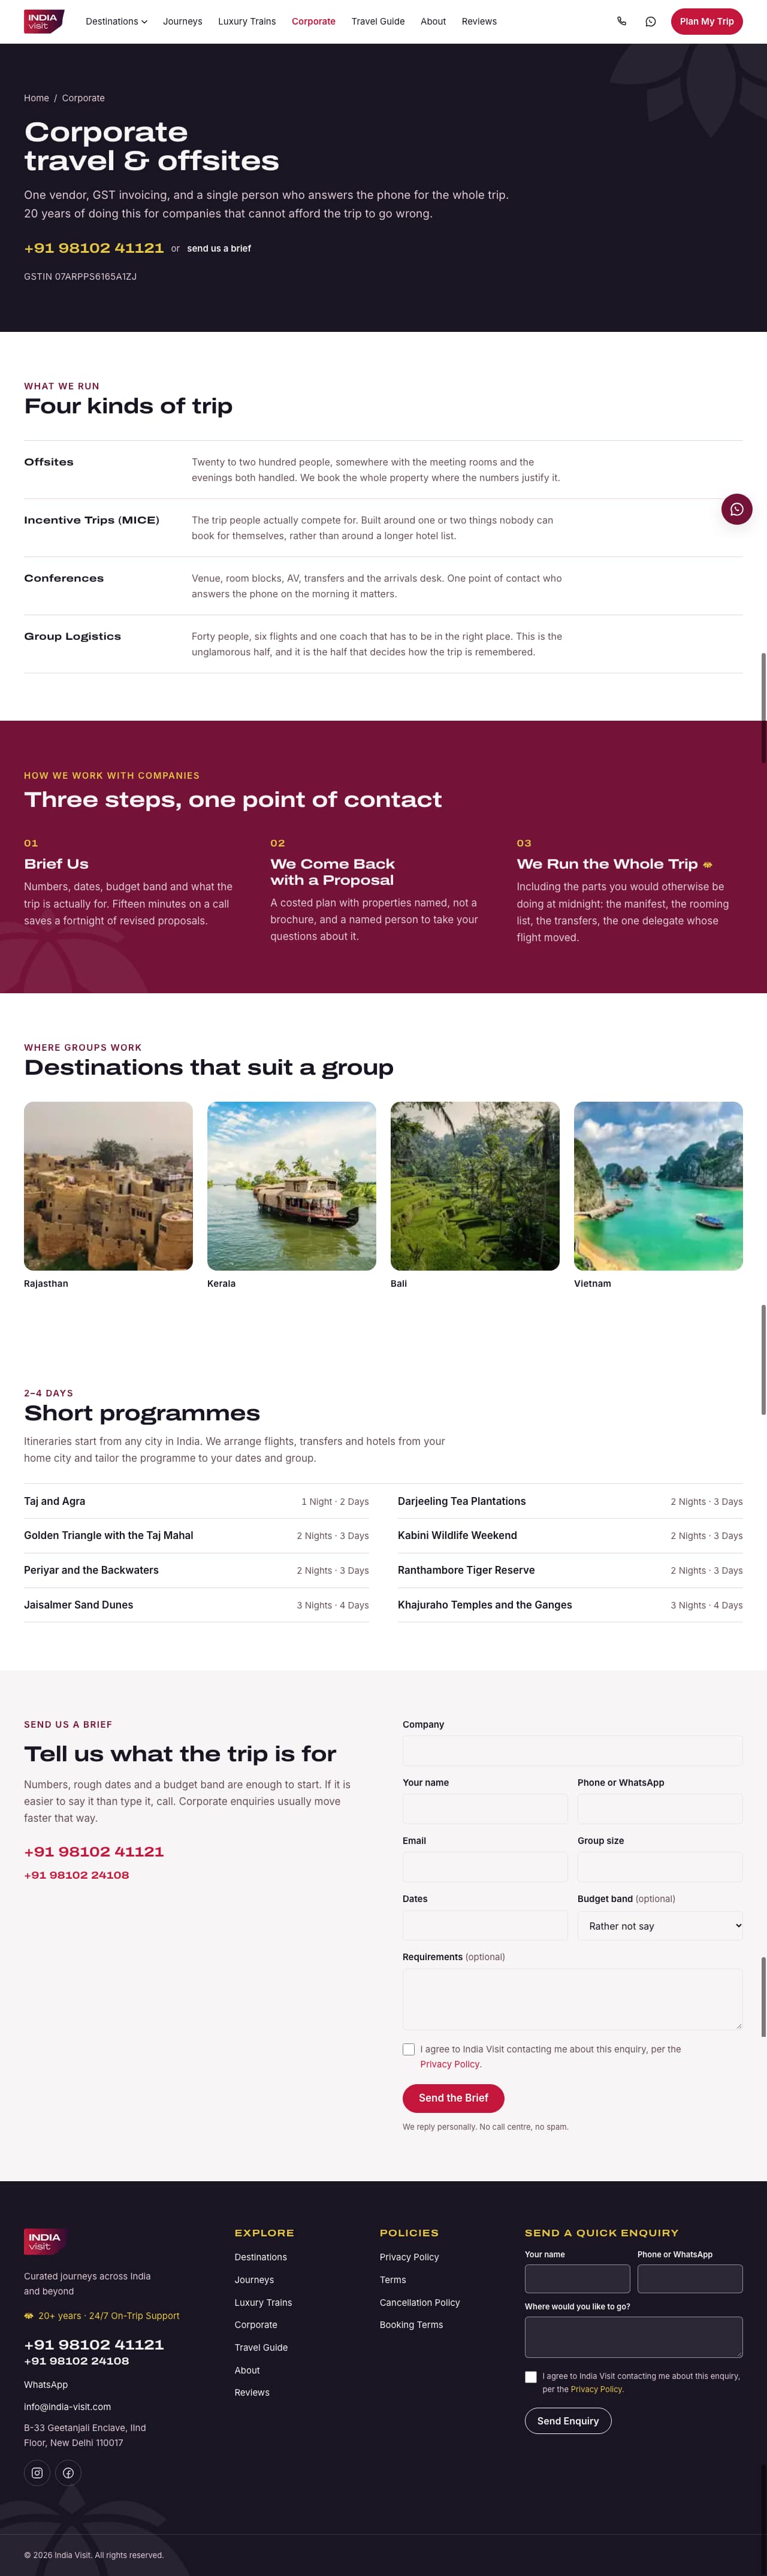 INDIA
visit
Destinations
Journeys
Luxury Trains
Corporate
Travel Guide
About
Reviews
Plan My Trip
Home / Corporate
Corporate
travel & offsites
One vendor, GST invoicing, and a single person who answers the phone for the whole trip.
20 years of doing this for companies that cannot afford the trip to go wrong.
+91 98102 41121 or send us a brief
GSTIN 07ARPPS6165A1ZJ
WHAT WE RUN
Four kinds of trip
Offsites
Twenty to two hundred people, somewhere with the meeting rooms and the
evenings both handled. We book the whole property where the numbers justify it.
Incentive Trips (MICE)
The trip people actually compete for. Built around one or two things nobody can
book for themselves, rather than around a longer hotel list.
Conferences
Venue, room blocks, AV, transfers and the arrivals desk. One point of contact who
answers the phone on the morning it matters.
Group Logistics
Forty people, six flights and one coach that has to be in the right place. This is the
unglamorous half, and it is the half that decides how the trip is remembered.
HOW WE WORK WITH COMPANIES
Three steps, one point of contact
01
Brief Us
Numbers, dates, budget band and what the
trip is actually for. Fifteen minutes on a call
saves a fortnight of revised proposals.
02
We Come Back
with a Proposal
A costed plan with properties named, not a
brochure, and a named person to take your
questions about it.
03
We Run the Whole Trip
Including the parts you would otherwise be
doing at midnight: the manifest, the rooming
list, the transfers, the one delegate whose
flight moved.
WHERE GROUPS WORK
Destinations that suit a group
Rajasthan
Kerala
Bali
Vietnam
2–4 DAYS
Short programmes
Itineraries start from any city in India. We arrange flights, transfers and hotels from your
home city and tailor the programme to your dates and group.
Taj and Agra 1 Night · 2 Days
Darjeeling Tea Plantations 2 Nights · 3 Days
Golden Triangle with the Taj Mahal 2 Nights · 3 Days
Kabini Wildlife Weekend 2 Nights · 3 Days
Periyar and the Backwaters 2 Nights · 3 Days
Ranthambore Tiger Reserve 2 Nights · 3 Days
Jaisalmer Sand Dunes 3 Nights · 4 Days
Khajuraho Temples and the Ganges 3 Nights · 4 Days
SEND US A BRIEF
Tell us what the trip is for
Numbers, rough dates and a budget band are enough to start. If it is
easier to say it than type it, call. Corporate enquiries usually move
faster that way.
+91 98102 41121
+91 98102 24108
Company
Your name
Phone or WhatsApp
Email
Group size
Dates
Budget band (optional)
Rather not say
Requirements (optional)
I agree to India Visit contacting me about this enquiry, per the
Privacy Policy.
Send the Brief
We reply personally. No call centre, no spam.
INDIA
visit
Curated journeys across India
and beyond
20+ years · 24/7 On-Trip Support
+91 98102 41121
+91 98102 24108
WhatsApp
info@india-visit.com
B-33 Geetanjali Enclave, IInd
Floor, New Delhi 110017
EXPLORE
Destinations
Journeys
Luxury Trains
Corporate
Travel Guide
About
Reviews
POLICIES
Privacy Policy
Terms
Cancellation Policy
Booking Terms
SEND A QUICK ENQUIRY
Your name
Phone or WhatsApp
Where would you like to go?
I agree to India Visit contacting me about this enquiry,
per the Privacy Policy.
Send Enquiry
© 2026 India Visit. All rights reserved.